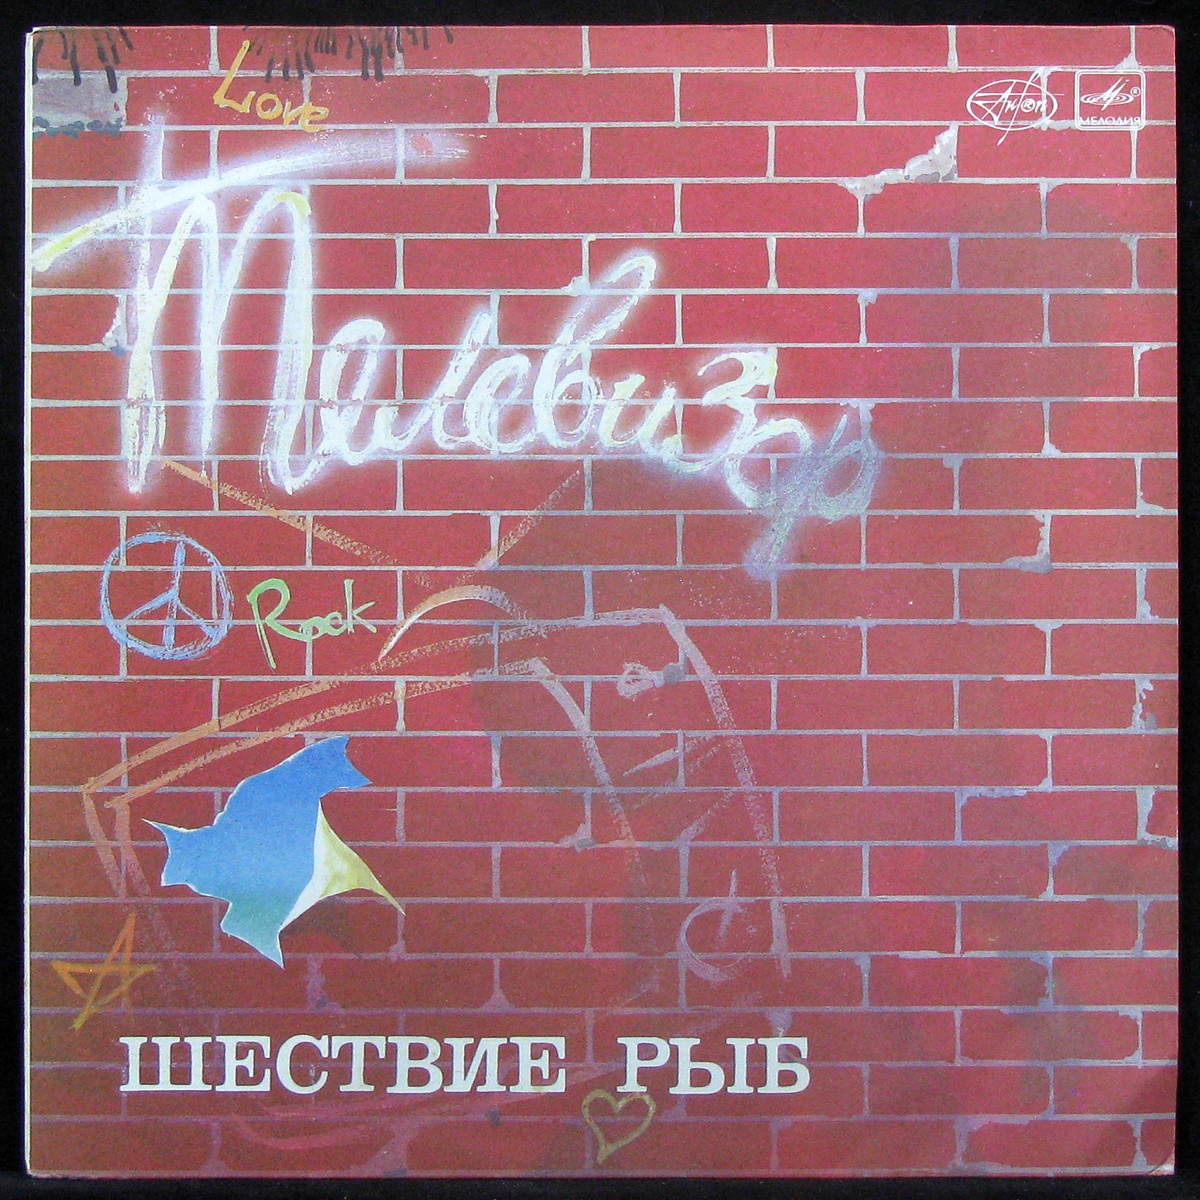 Love
АнТроп
МЕЛОДИЯ
Телевизор
Rock
ШЕСТВИЕ РЫБ